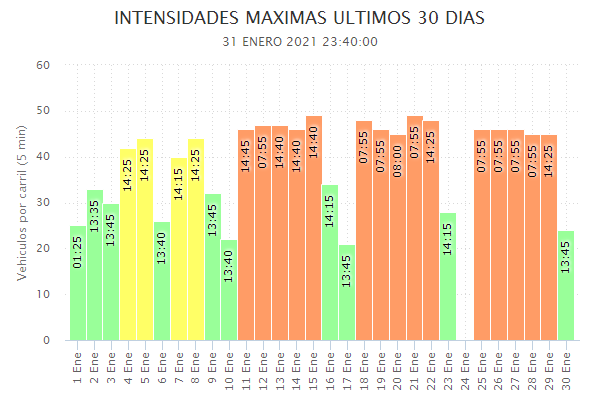 INTENSIDADES MAXIMAS ULTIMOS 30 DIAS
31 ENERO 2021 23:40:00
Vehiculos por carril (5 min)
60
50
40
30
20
10
0
01:25
13:35
13:45
14:25
14:25
13:40
14:15
14:25
13:45
13:40
14:45
07:55
14:40
14:40
14:40
14:15
13:45
07:55
07:55
08:00
07:55
14:25
14:15
07:55
07:55
07:55
07:55
14:25
13:45
1 Ene
2 Ene
3 Ene
4 Ene
5 Ene
6 Ene
7 Ene
8 Ene
9 Ene
10 Ene
11 Ene
12 Ene
13 Ene
14 Ene
15 Ene
16 Ene
17 Ene
18 Ene
19 Ene
20 Ene
21 Ene
22 Ene
23 Ene
24 Ene
25 Ene
26 Ene
27 Ene
28 Ene
29 Ene
30 Ene